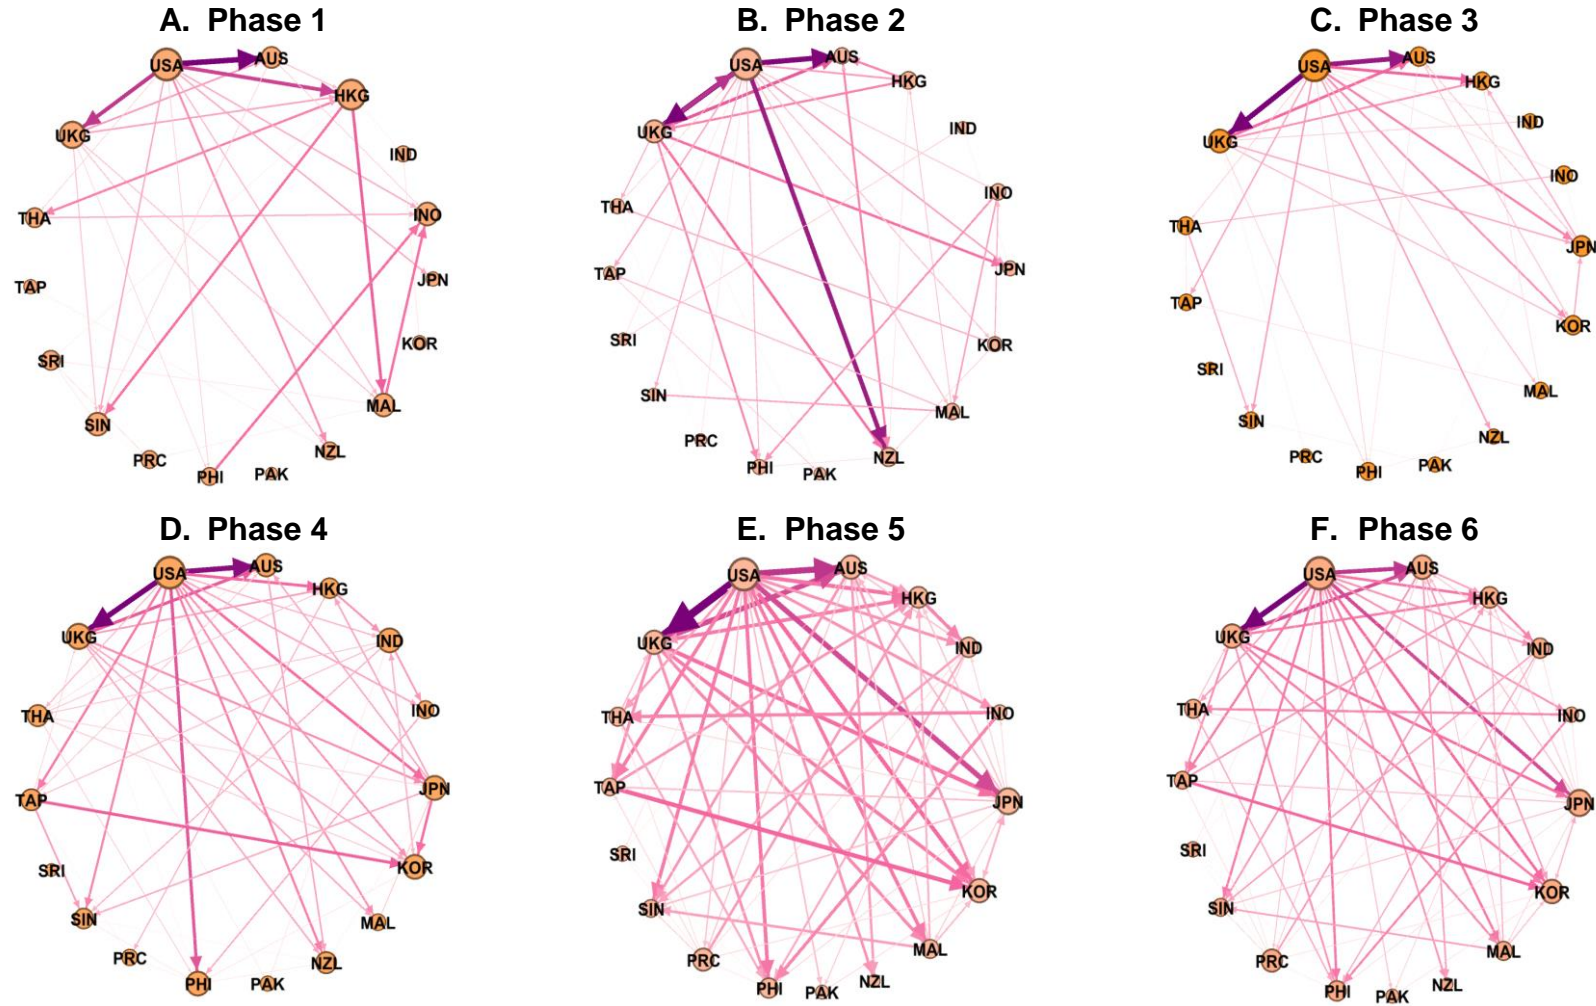 A. Phase 1
USA
AUS
HKG
UKG
IND
THA
INO
TAP
JPN
KOR
SRI
MAL
SIN
PRC
NZL
PHI
PAK
B. Phase 2
USA
AUS
HKG
UKG
IND
INO
THA
JPN
TAP
SRI
KOR
SIN
MAL
PRC
NZL
PHI
PAK
C. Phase 3
USA
AUS
HKG
IND
UKG
INO
THA
JPN
TAP
KOR
SRI
MAL
SIN
NZL
PRC
PAK
PHI
D. Phase 4
USA
AUS
HKG
UKG
IND
THA
INO
TAP
JPN
SRI
KOR
SIN
MAL
PRC
NZL
PHI
PAK
E. Phase 5
USA
AUS
HKG
UKG
IND
THA
INO
TAP
JPN
SRI
KOR
SIN
MAL
PRC
NZL
PHI
PAK
F. Phase 6
USA
AUS
HKG
UKG
IND
THA
INO
TAP
JPN
SRI
KOR
SIN
MAL
PRC
NZL
PHI
PAK